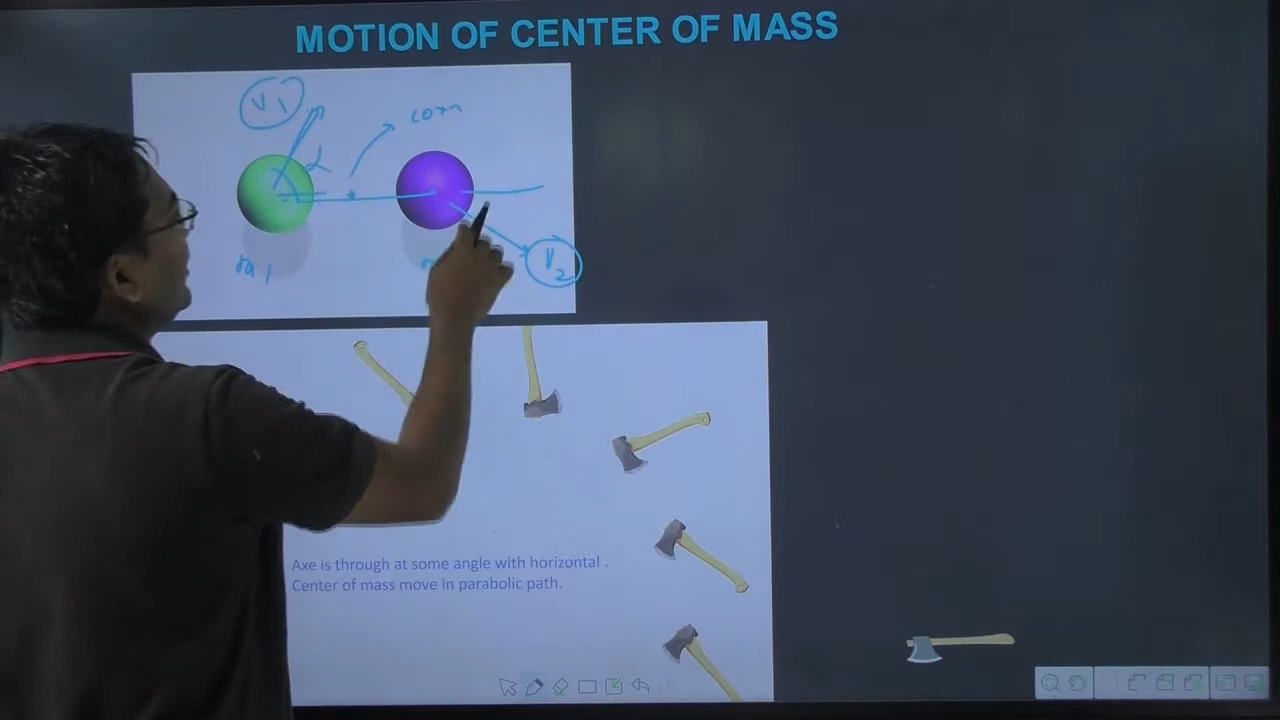 MOTION OF CENTER OF MASS
V1
com
α
V2
m1
Axe is through at some angle with horizontal .
Center of mass move in parabolic path.